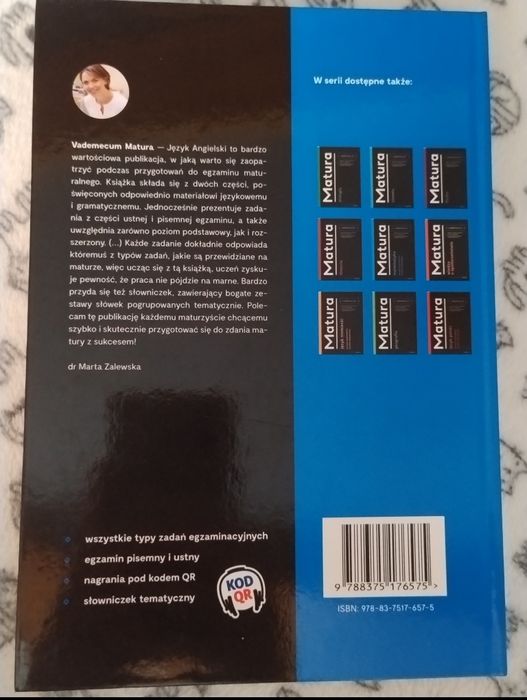 Vademecum Matura — Język Angielski to bardzo
wartościowa publikacja, w jaką warto się zaopa-
trzyć podczas przygotowań do egzaminu matu-
ralnego. Książka składa się z dwóch części, po-
święconych odpowiednio materiałowi językowemu
i gramatycznemu. Jednocześnie prezentuje zada-
nia z części ustnej i pisemnej egzaminu, a także
uwzględnia zarówno poziom podstawowy, jak i roz-
szerzony. (...) Każde zadanie dokładnie odpowiada
któremuś z typów zadań, jakie są przewidziane na
maturze, więc ucząc się z tą książką, uczeń zysku-
je pewność, że praca nie pójdzie na marne. Bardzo
przyda się też słowniczek, zawierający bogate ze-
stawy słówek pogrupowanych tematycznie. Pole-
cam tę publikację każdemu maturzyście chcącemu
szybko i skutecznie przygotować się do zdania ma-
tury z sukcesem!
dr Marta Zalewska
wszystkie typy zadań egzaminacyjnych
egzamin pisemny i ustny
nagrania pod kodem QR
słowniczek tematyczny
KOD
QR
W serii dostępne także:
Matura
Matura
Matura
Matura
Matura
Matura
Matura
Matura
Matura
9 788375 176575 >
ISBN: 978-83-7517-657-5